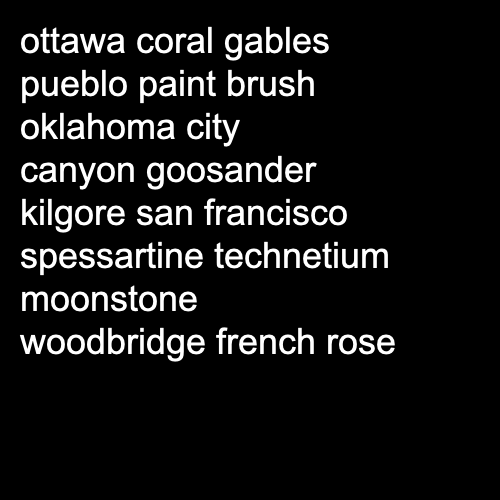 ottawa coral gables
pueblo paint brush
oklahoma city
canyon goosander
kilgore san francisco
spessartine technetium
moonstone
woodbridge french rose